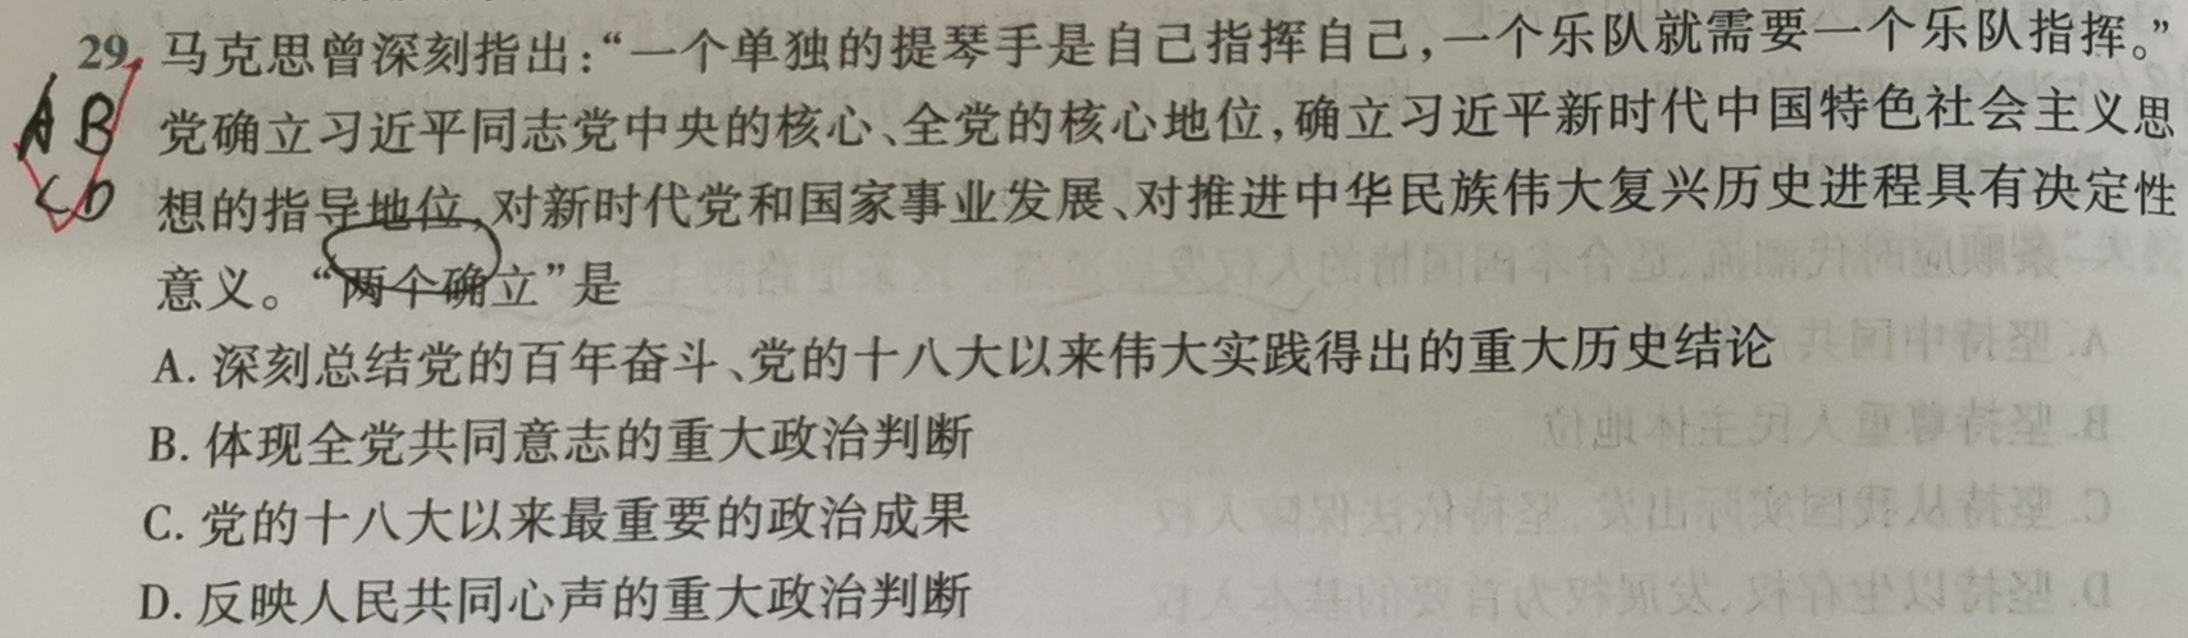 29. 马克思曾深刻指出:“一个单独的提琴手是自己指挥自己,一个乐队就需要一个乐队指挥。”
党确立习近平同志党中央的核心、全党的核心地位,确立习近平新时代中国特色社会主义思
想的指导地位,对新时代党和国家事业发展、对推进中华民族伟大复兴历史进程具有决定性
意义。“两个确立”是
A. 深刻总结党的百年奋斗、党的十八大以来伟大实践得出的重大历史结论
B. 体现全党共同意志的重大政治判断
C. 党的十八大以来最重要的政治成果
D. 反映人民共同心声的重大政治判断
A B
C D